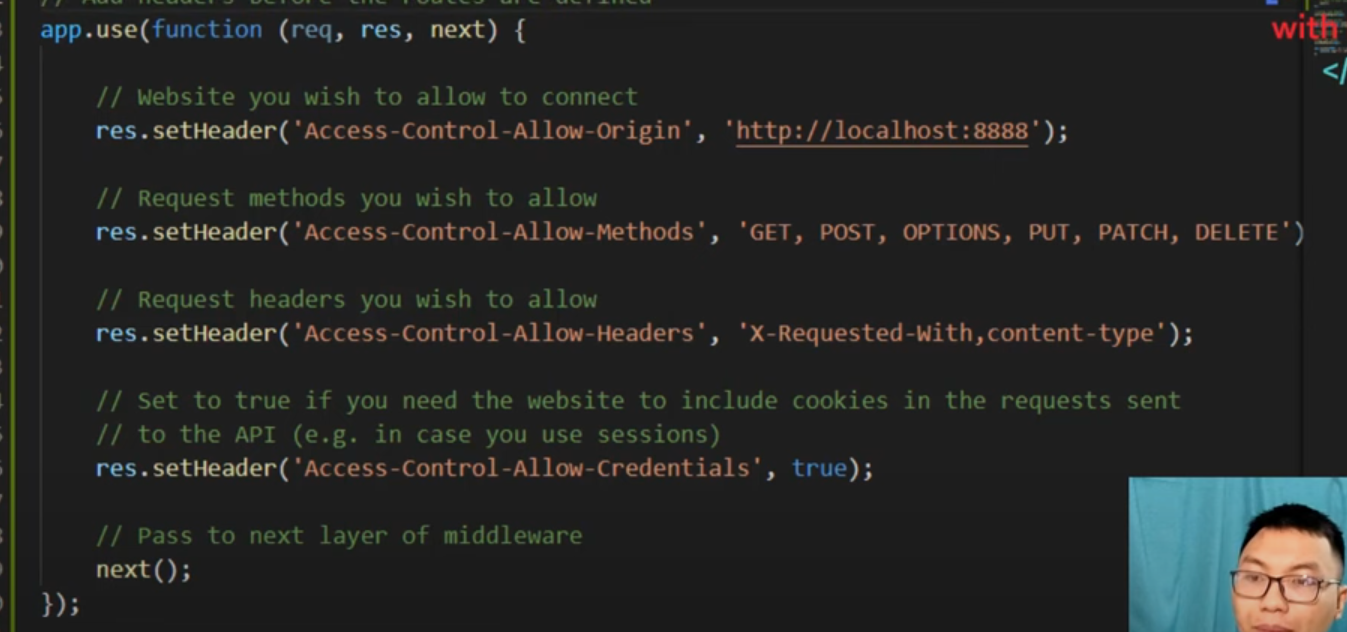 // Add headers before the routes are defined
app.use(function (req, res, next) {
with
</
// Website you wish to allow to connect
res.setHeader('Access-Control-Allow-Origin', 'http://localhost:8888');
// Request methods you wish to allow
res.setHeader('Access-Control-Allow-Methods', 'GET, POST, OPTIONS, PUT, PATCH, DELETE')
// Request headers you wish to allow
res.setHeader('Access-Control-Allow-Headers', 'X-Requested-With,content-type');
// Set to true if you need the website to include cookies in the requests sent
// to the API (e.g. in case you use sessions)
res.setHeader('Access-Control-Allow-Credentials', true);
// Pass to next layer of middleware
next();
});